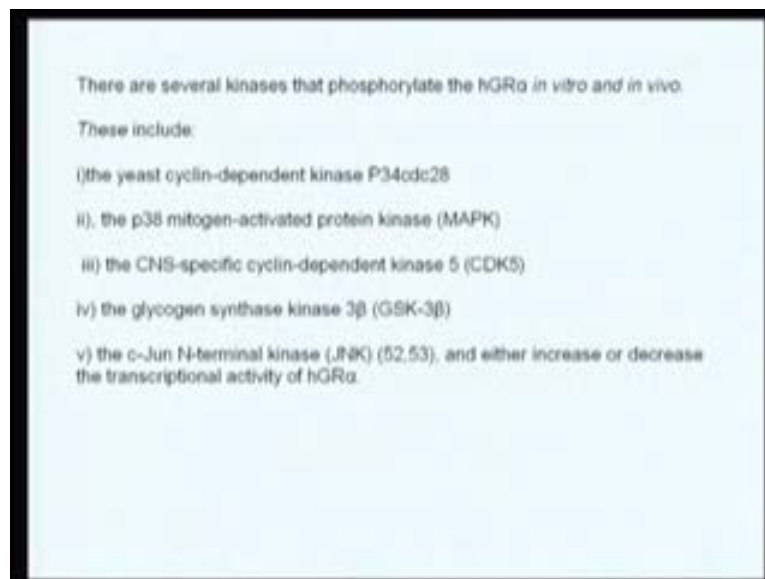 There are several kinases that phosphorylate the hGRα in vitro and in vivo.
These include:
i)the yeast cyclin-dependent kinase P34cdc28
ii), the p38 mitogen-activated protein kinase (MAPK)
iii) the CNS-specific cyclin-dependent kinase 5 (CDK5)
iv) the glycogen synthase kinase 3β (GSK-3β)
v) the c-Jun N-terminal kinase (JNK) (52,53), and either increase or decrease
the transcriptional activity of hGRα.